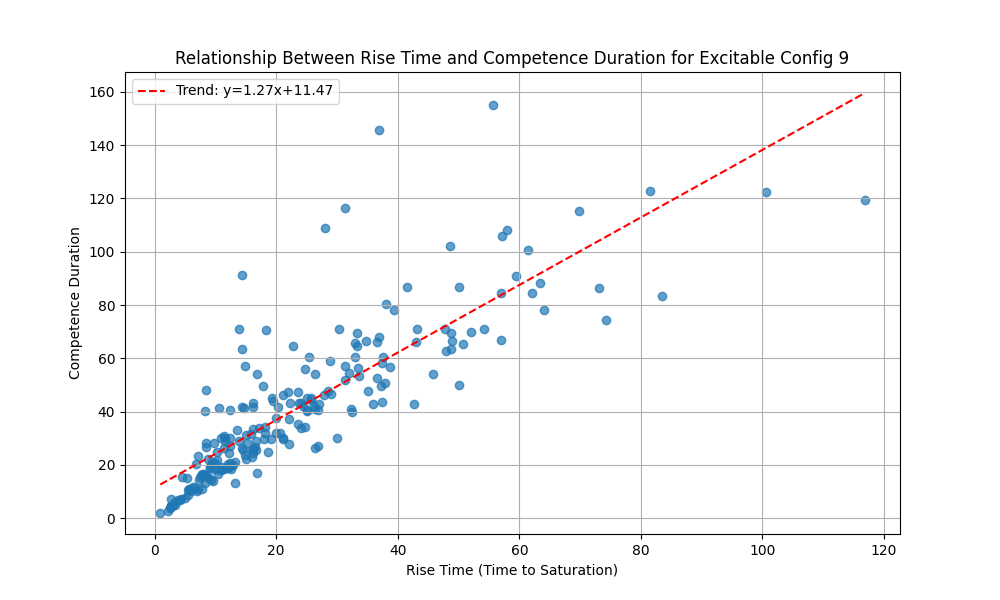 Relationship Between Rise Time and Competence Duration for Excitable Config 9
Trend: y=1.27x+11.47
160
140
120
100
80
60
40
20
0
Competence Duration
0 20 40 60 80 100 120
Rise Time (Time to Saturation)